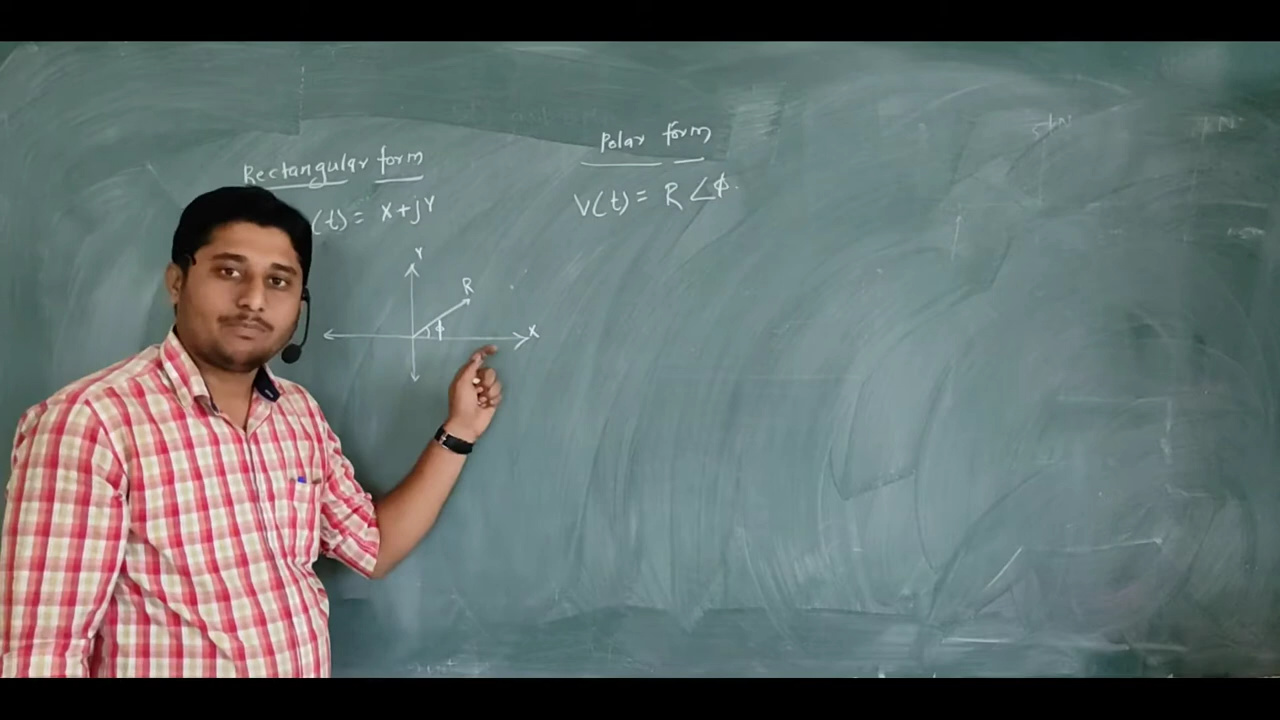 Rectangular form
(t) = X+jY
Y
R
ϕ
X
Polar form
V(t) = R ∠ϕ.